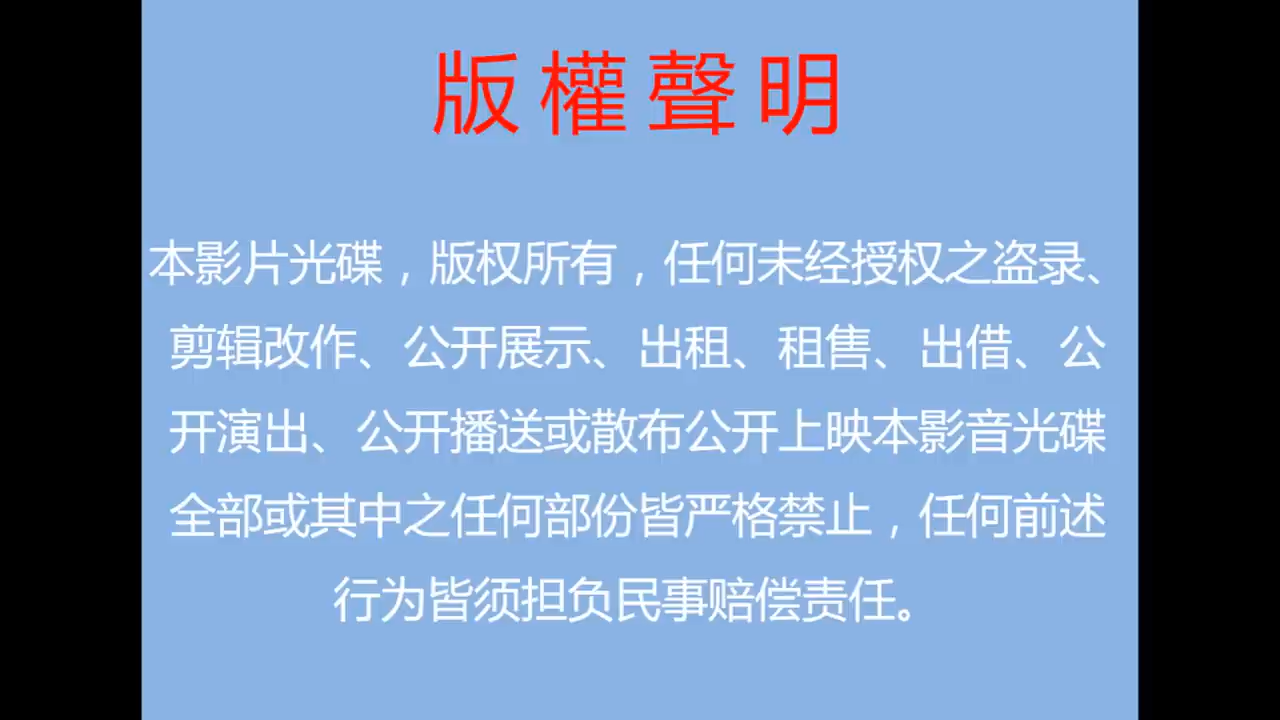 版權聲明
本影片光碟，版权所有，任何未经授权之盗录、
剪辑改作、公开展示、出租、租售、出借、公
开演出、公开播送或散布公开上映本影音光碟
全部或其中之任何部份皆严格禁止，任何前述
行为皆须担负民事赔偿责任。